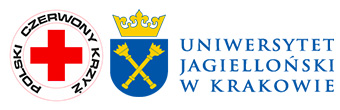 POLSKI CZERWONY KRZYŻ
UNIWERSYTET
JAGIELLOŃSKI
W KRAKOWIE